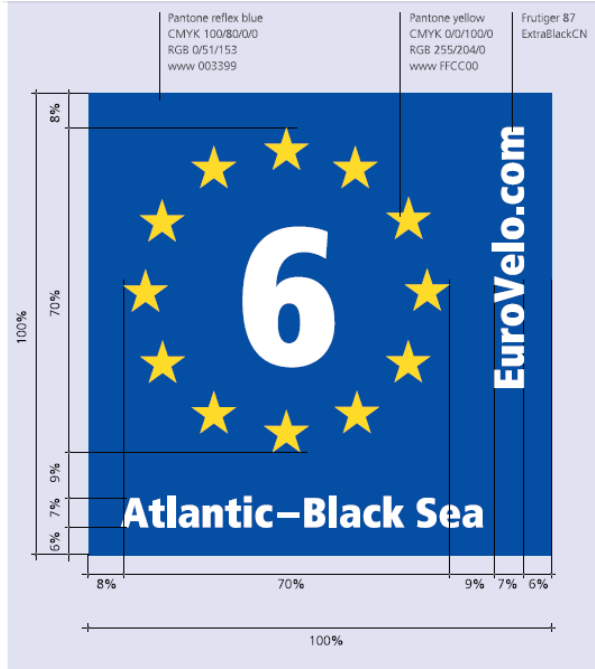 Pantone reflex blue
CMYK 100/80/0/0
RGB 0/51/153
www 003399
Pantone yellow
CMYK 0/0/100/0
RGB 255/204/0
www FFCC00
Frutiger 87
ExtraBlackCN
8%
70%
100%
9%
7%
6%
6
EuroVelo.com
Atlantic–Black Sea
8%
70%
9%
7%
6%
100%